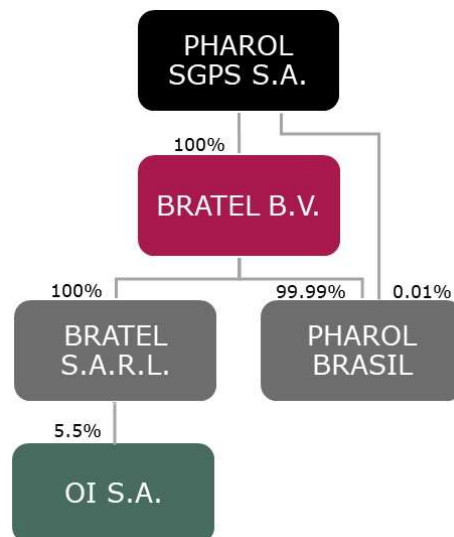 PHAROL
SGPS S.A.
100%
BRATEL B.V.
100%
99.99%
0.01%
BRATEL
S.A.R.L.
PHAROL
BRASIL
5.5%
OI S.A.